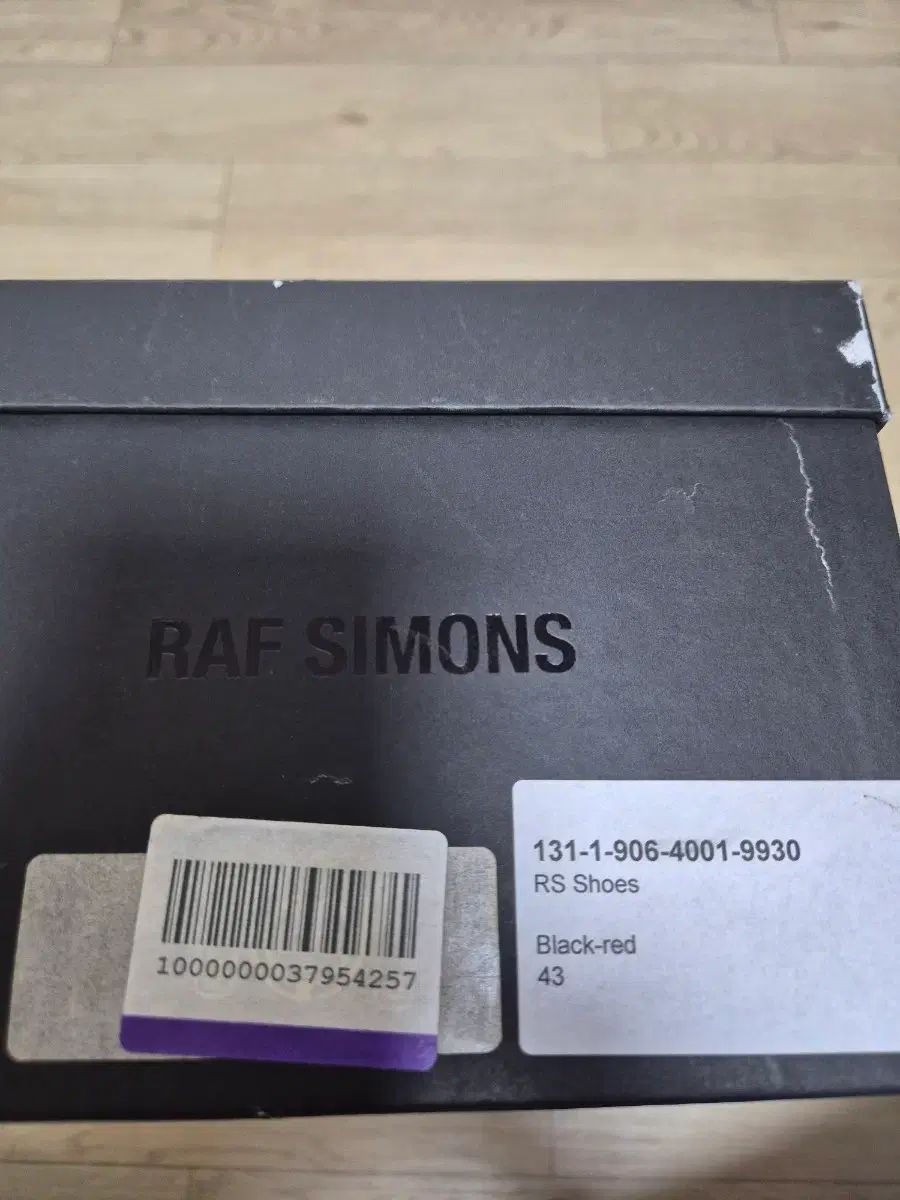 RAF SIMONS
1000000037954257
131-1-906-4001-9930
RS Shoes
Black-red
43